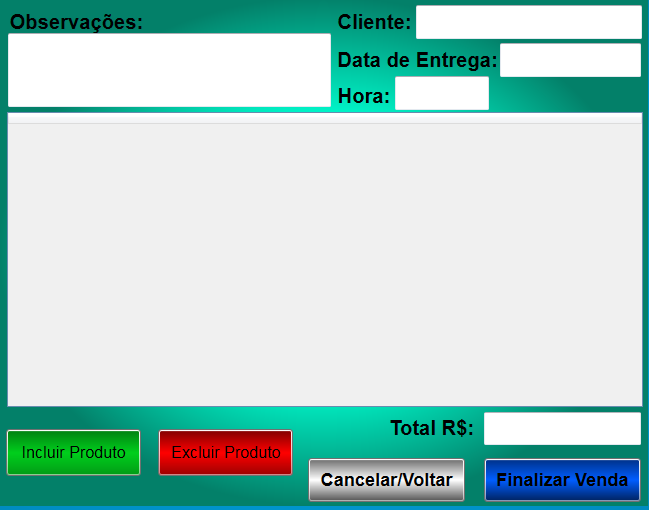 Observações:
Cliente:
Data de Entrega:
Hora:
Total R$:
Incluir Produto
Excluir Produto
Cancelar/Voltar
Finalizar Venda